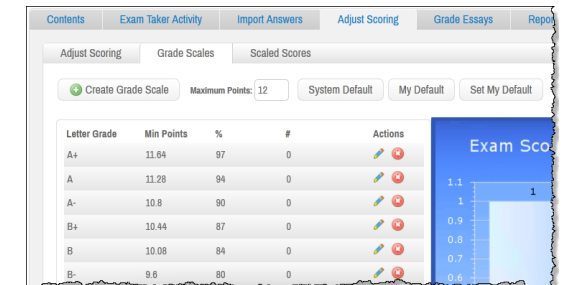 Contents Exam Taker Activity Import Answers Adjust Scoring Grade Essays
Adjust Scoring Grade Scales Scaled Scores
Create Grade Scale Maximum Points: 12 System Default My Default Set My Default
Letter Grade Min Points % # Actions
A+ 11.64 97 0
A 11.28 94 0
A- 10.8 90 0
B+ 10.44 87 0
B 10.08 84 0
B- 9.6 80 0
Exam Sco
1.1
1
1
0.9
0.8
0.7
0.6